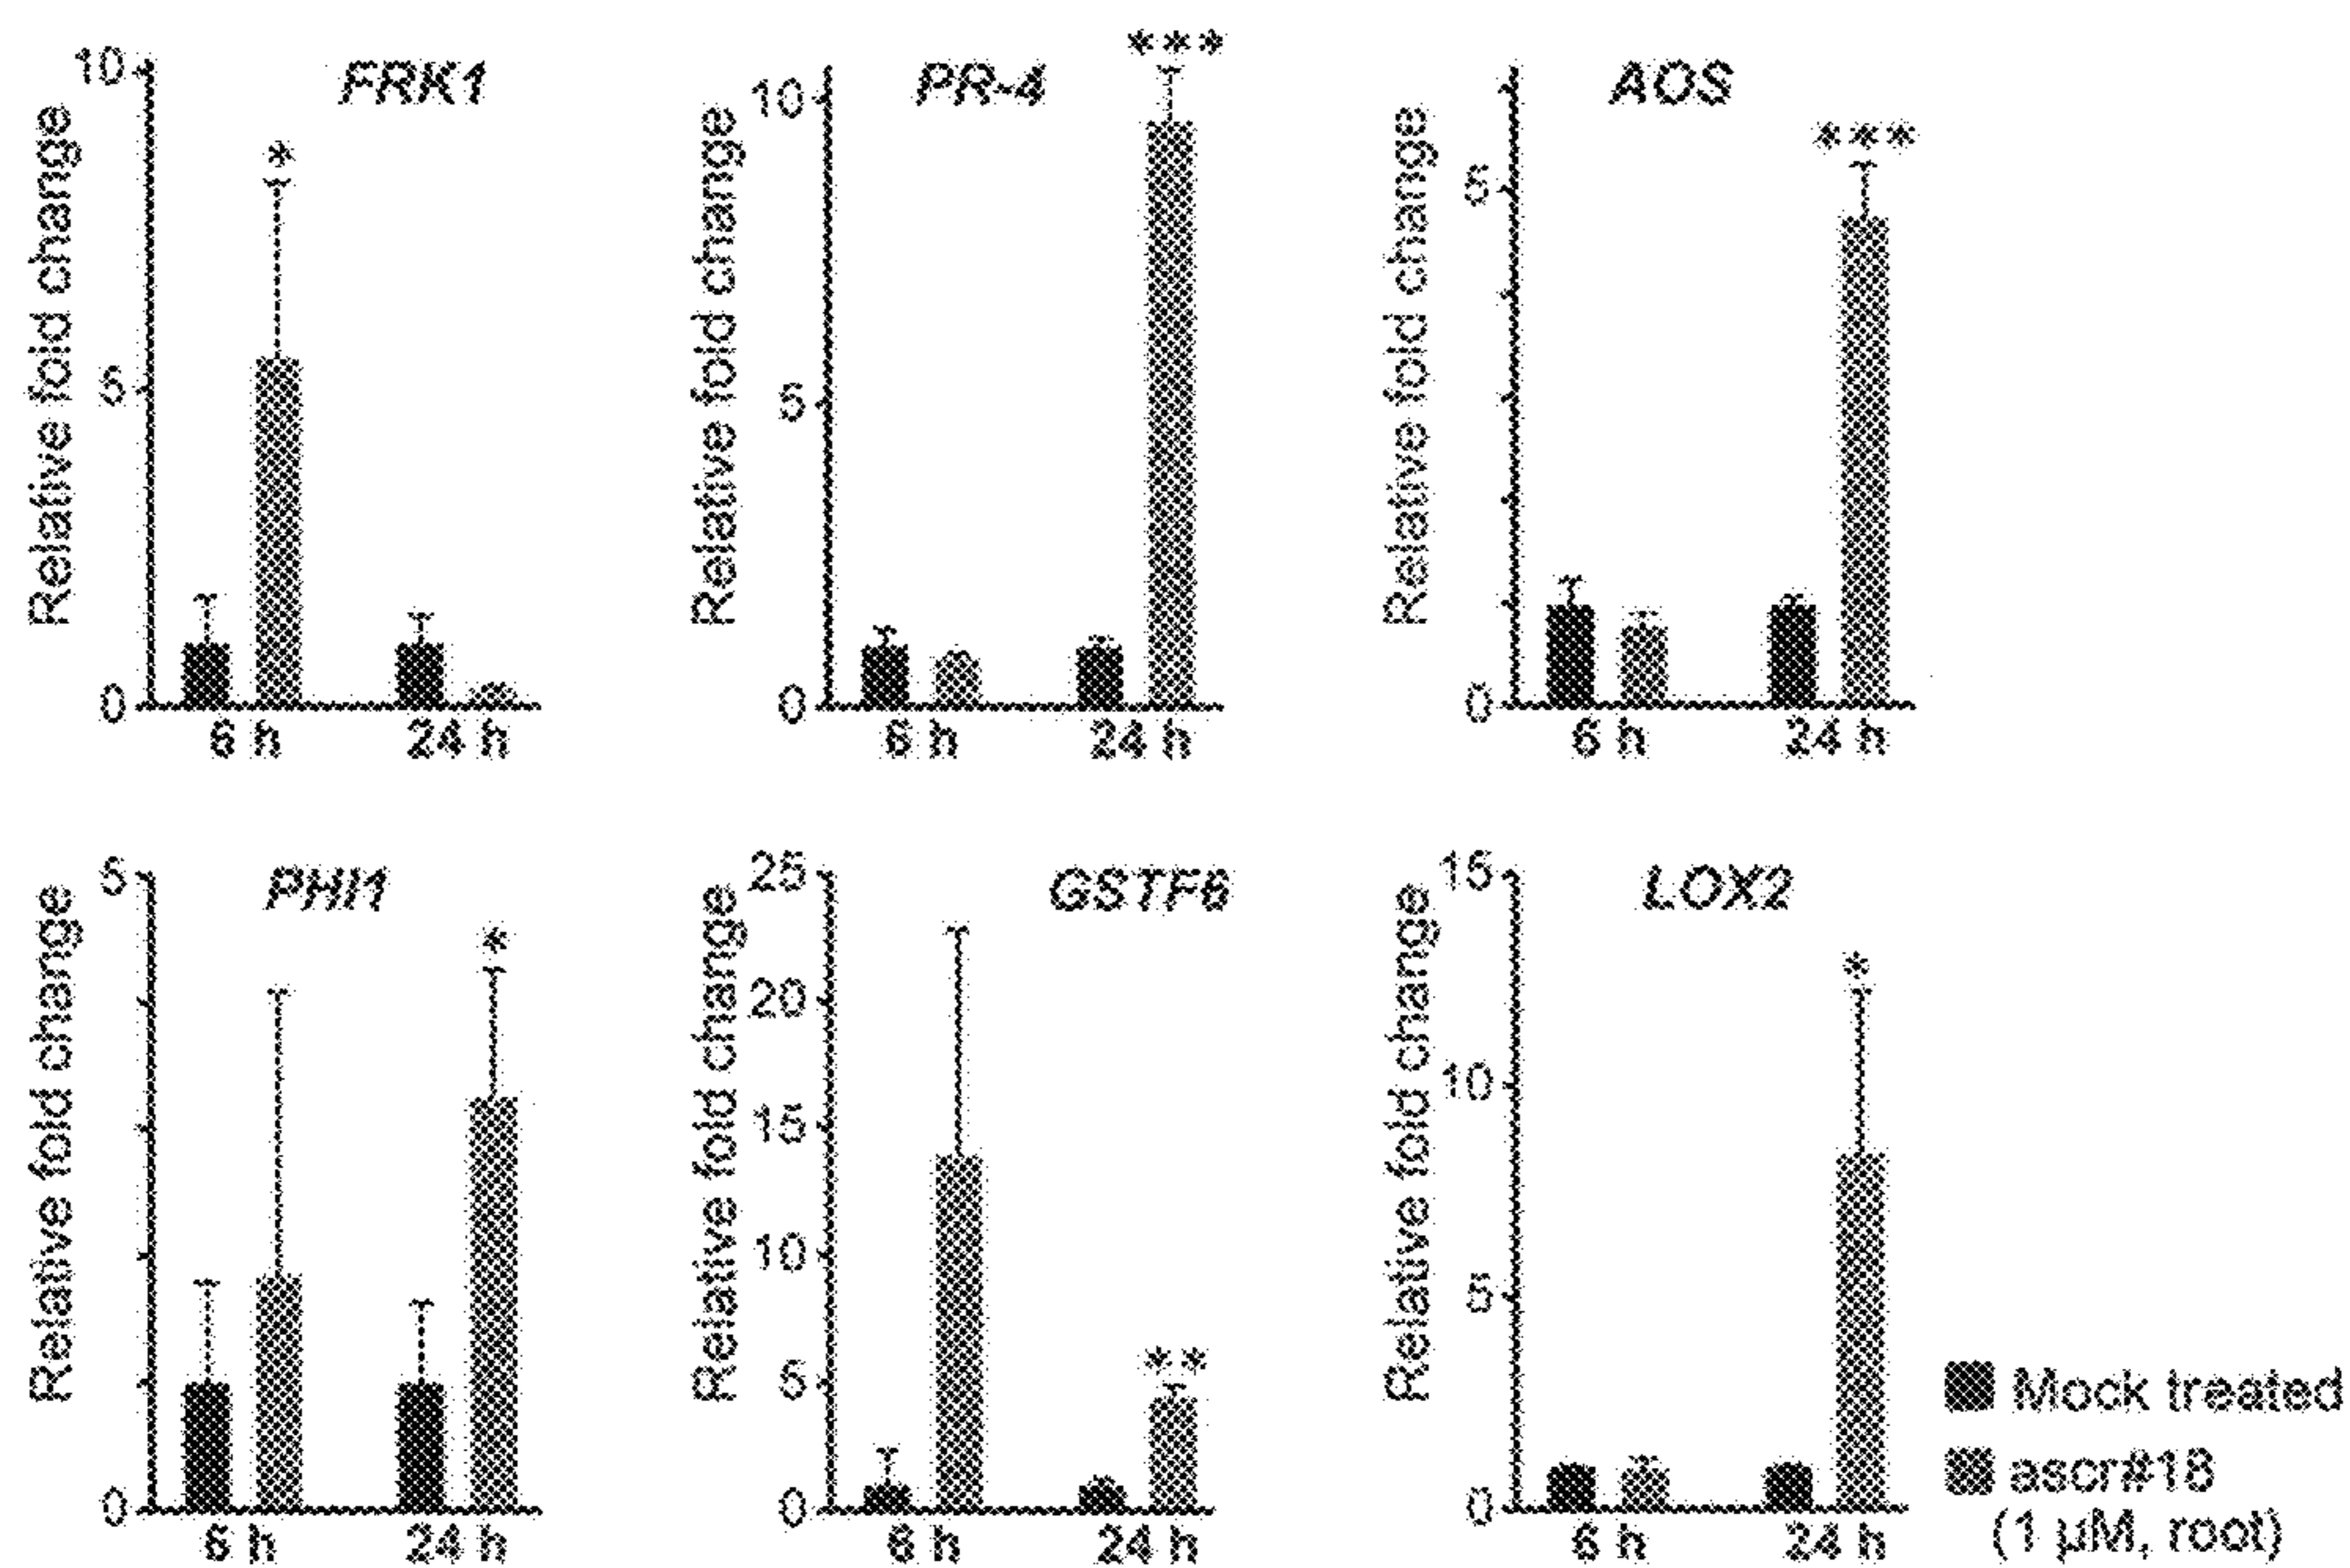 FRK1
Relative fold change
10
5
0
*
6 h
24 h
PR-4
Relative fold change
10
5
0
***
6 h
24 h
AOS
Relative fold change
5
0
***
6 h
24 h
PHI1
Relative fold change
5
0
*
6 h
24 h
GSTF6
Relative fold change
25
20
15
10
5
0
**
6 h
24 h
LOX2
Relative fold change
15
10
5
0
*
6 h
24 h
Mock treated
ascr#18
(1 µM, root)